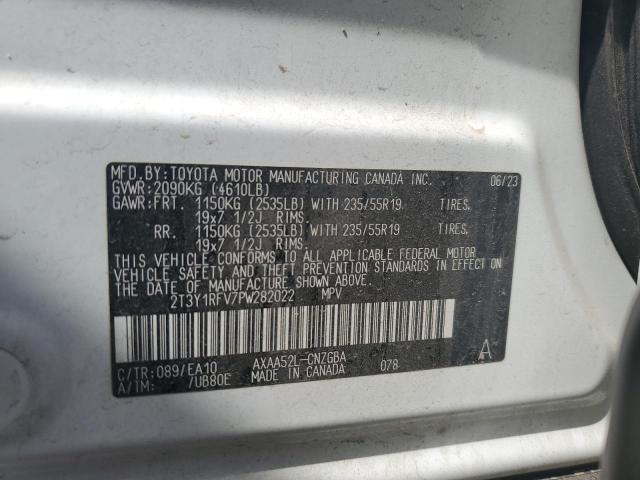 MFD.BY:TOYOTA MOTOR MANUFACTURING CANADA INC. 06/23
GVWR:2090KG (4610LB)
GAWR:FRT. 1150KG (2535LB) WITH 235/55R19 TIRES.
19x7 1/2J RIMS.
RR. 1150KG (2535LB) WITH 235/55R19 TIRES.
19x7 1/2J RIMS.
THIS VEHICLE CONFORMS TO ALL APPLICABLE FEDERAL MOTOR
VEHICLE SAFETY AND THEFT PREVENTION STANDARDS IN EFFECT ON
THE DATE OF MANUFACTURE SHOWN ABOVE.
2T3Y1RFV7PW282022 MPV
C/TR:089/EA10 AXAA52L-CNZGBA 078 A
A/TM: /UB80E MADE IN CANADA